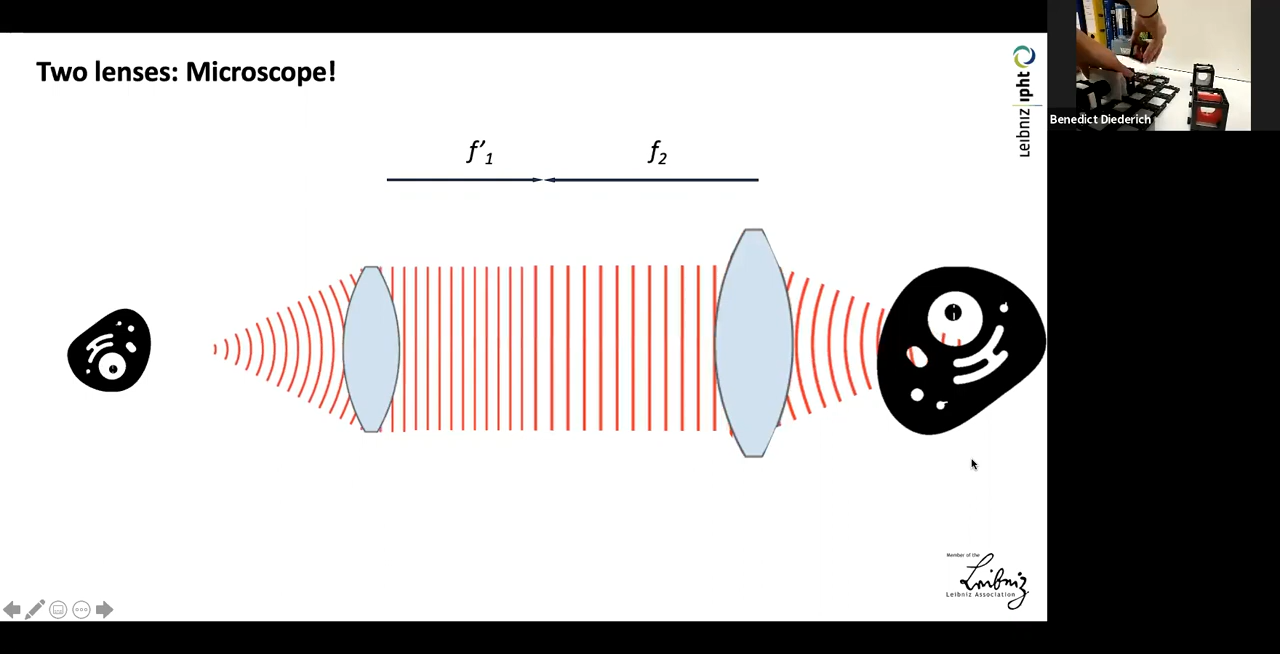 Two lenses: Microscope!
Leibniz ipht
Benedict Diederich
f'₁
f₂
Member of the
Leibniz
Leibniz Association